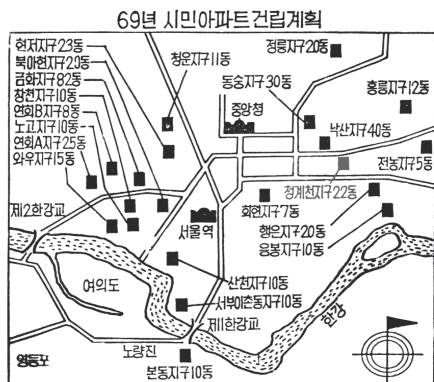 69년 시민아파트건립계획
현저지구23동
북아현지구20동
금화지구82동
창천지구10동
연희B지구8동
노고지구10동
연희A지구25동
와우지구15동
청운지구11동
정릉지구20동
동숭지구30동
홍릉지구12동
중앙청
낙산지구40동
전농지구5동
청계천지구22동
회현지구7동
행은지구20동
응봉지구10동
제2한강교
서울역
여의도
산천지구10동
서부이촌동지구10동
제1한강교
한강
노량진
영등포
본동지구10동